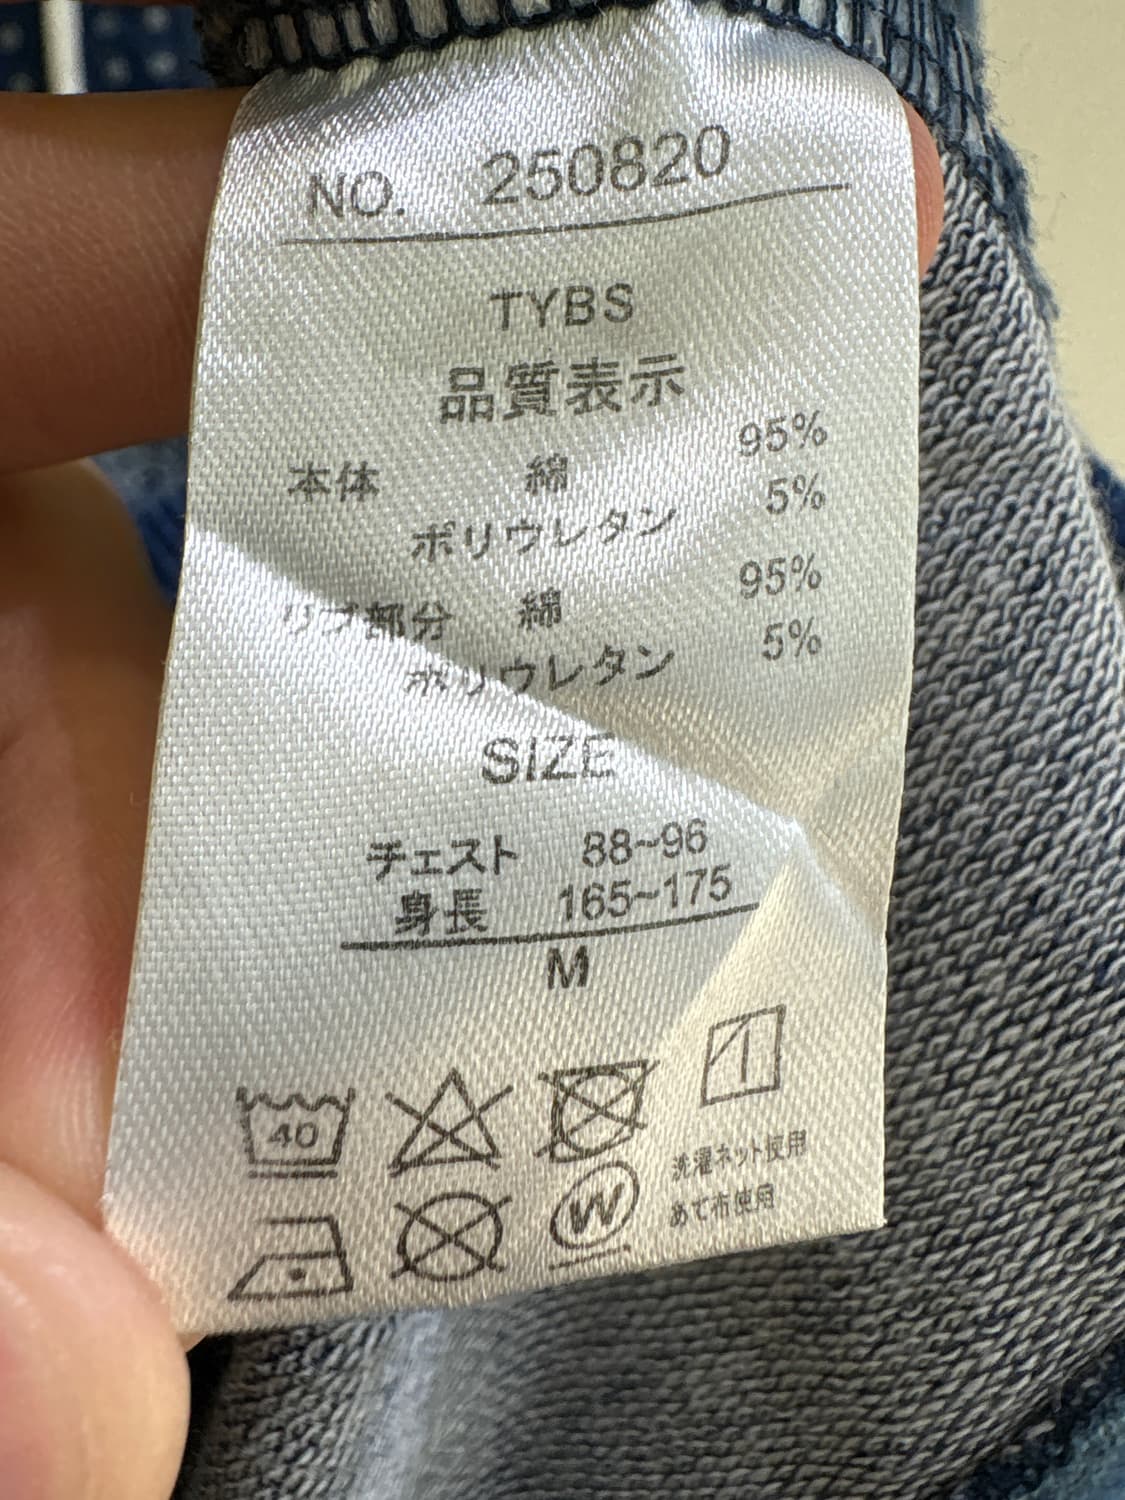 NO. 250820
TYBS
品質表示
本体 綿 95%
ポリウレタン 5%
リブ部分 綿 95%
ポリウレタン 5%
SIZE
チェスト 88~96
身長 165~175
M
40
W
洗濯ネット使用
あて布使用